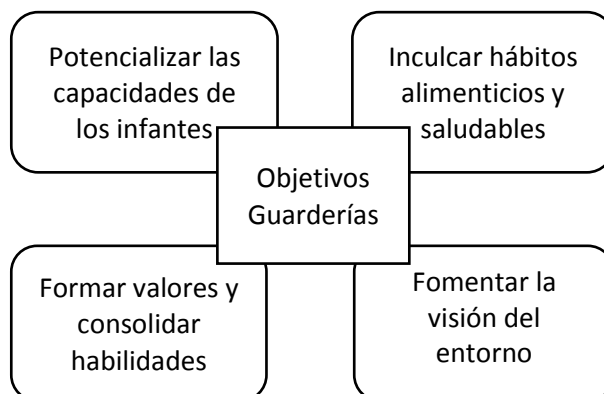 Potencializar las
capacidades de
los infantes
Inculcar hábitos
alimenticios y
saludables
Objetivos
Guarderías
Formar valores y
consolidar
habilidades
Fomentar la
visión del
entorno